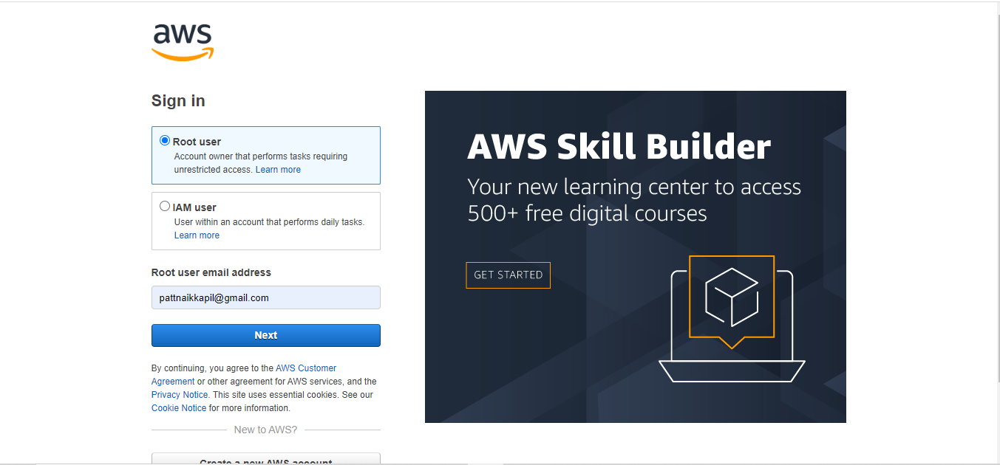 aws
Sign in
Root user
Account owner that performs tasks requiring
unrestricted access. Learn more
IAM user
User within an account that performs daily tasks.
Learn more
Root user email address
pattnaikkapil@gmail.com
Next
By continuing, you agree to the AWS Customer
Agreement or other agreement for AWS services, and the
Privacy Notice. This site uses essential cookies. See our
Cookie Notice for more information.
New to AWS?
Create a new AWS account
AWS Skill Builder
Your new learning center to access
500+ free digital courses
GET STARTED